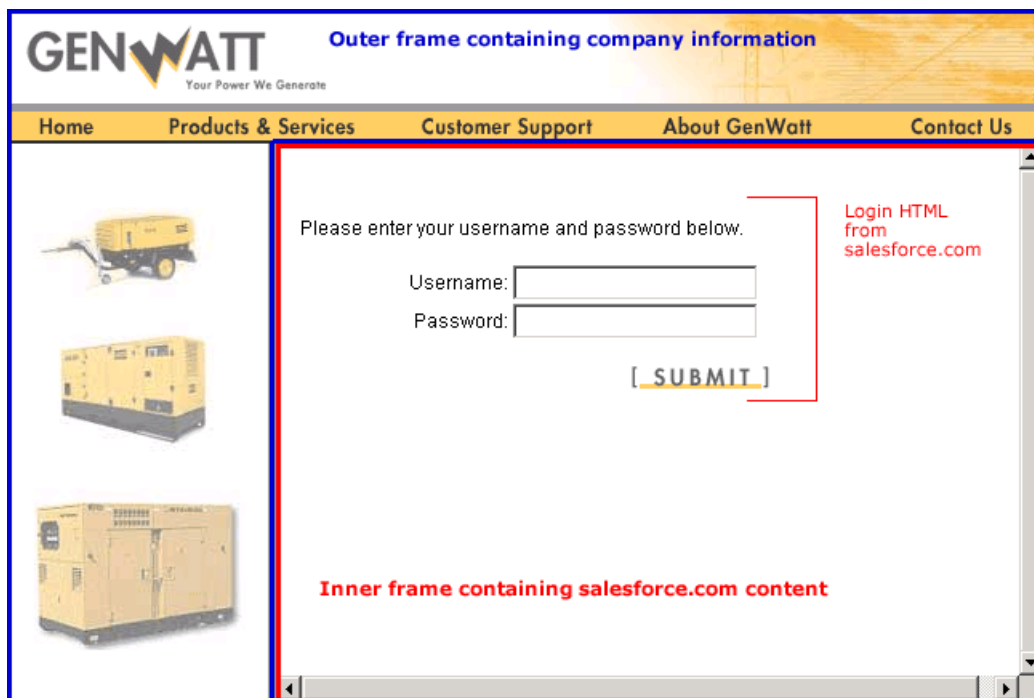 GENWATT
Your Power We Generate
Outer frame containing company information
Home Products & Services Customer Support About GenWatt Contact Us
Please enter your username and password below.
Login HTML
from
salesforce.com
Username:
Password:
[ SUBMIT ]
Inner frame containing salesforce.com content